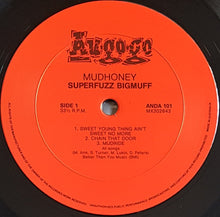 Augogo
MUDHONEY
SUPERFUZZ BIGMUFF
SIDE 1
33⅓ R.P.M.
ANDA 101
MX202643
1. SWEET YOUNG THING AIN'T
SWEET NO MORE
2. CHAIN THAT DOOR
3. MUDRIDE
All songs
(M. Arm, S. Turner, M. Lukin, D. Peters)
Better Than You Music (BMI)